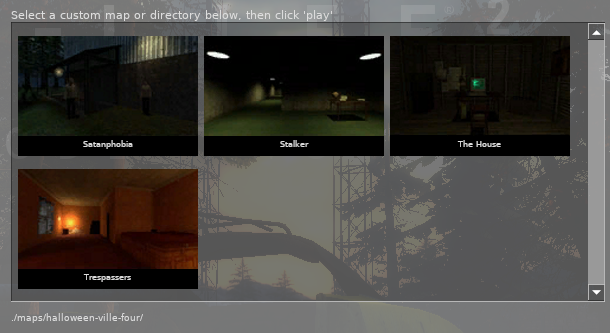 Select a custom map or directory below, then click 'play'
Satanphobia
Stalker
The House
Trespassers
./maps/halloween-ville-four/